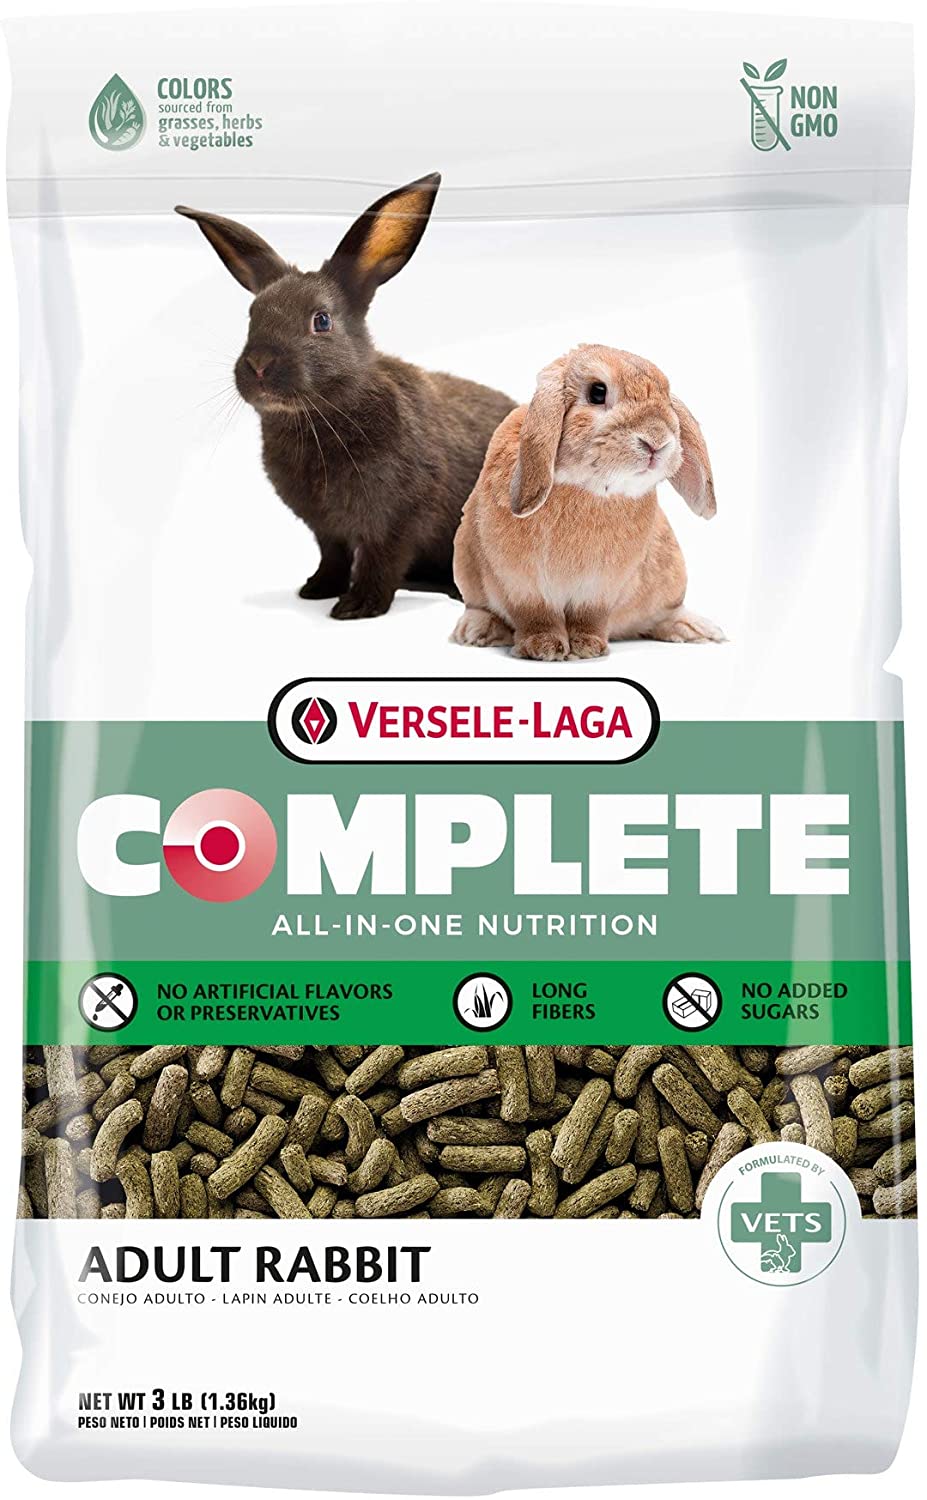 COLORS
sourced from
grasses, herbs
& vegetables
NON
GMO
VERSELE-LAGA
COMPLETE
ALL-IN-ONE NUTRITION
NO ARTIFICIAL FLAVORS
OR PRESERVATIVES
LONG
FIBERS
NO ADDED
SUGARS
FORMULATED BY
VETS
ADULT RABBIT
CONEJO ADULTO - LAPIN ADULTE - COELHO ADULTO
NET WT 3 LB (1.36kg)
PESO NETO | POIDS NET | PESO LÍQUIDO